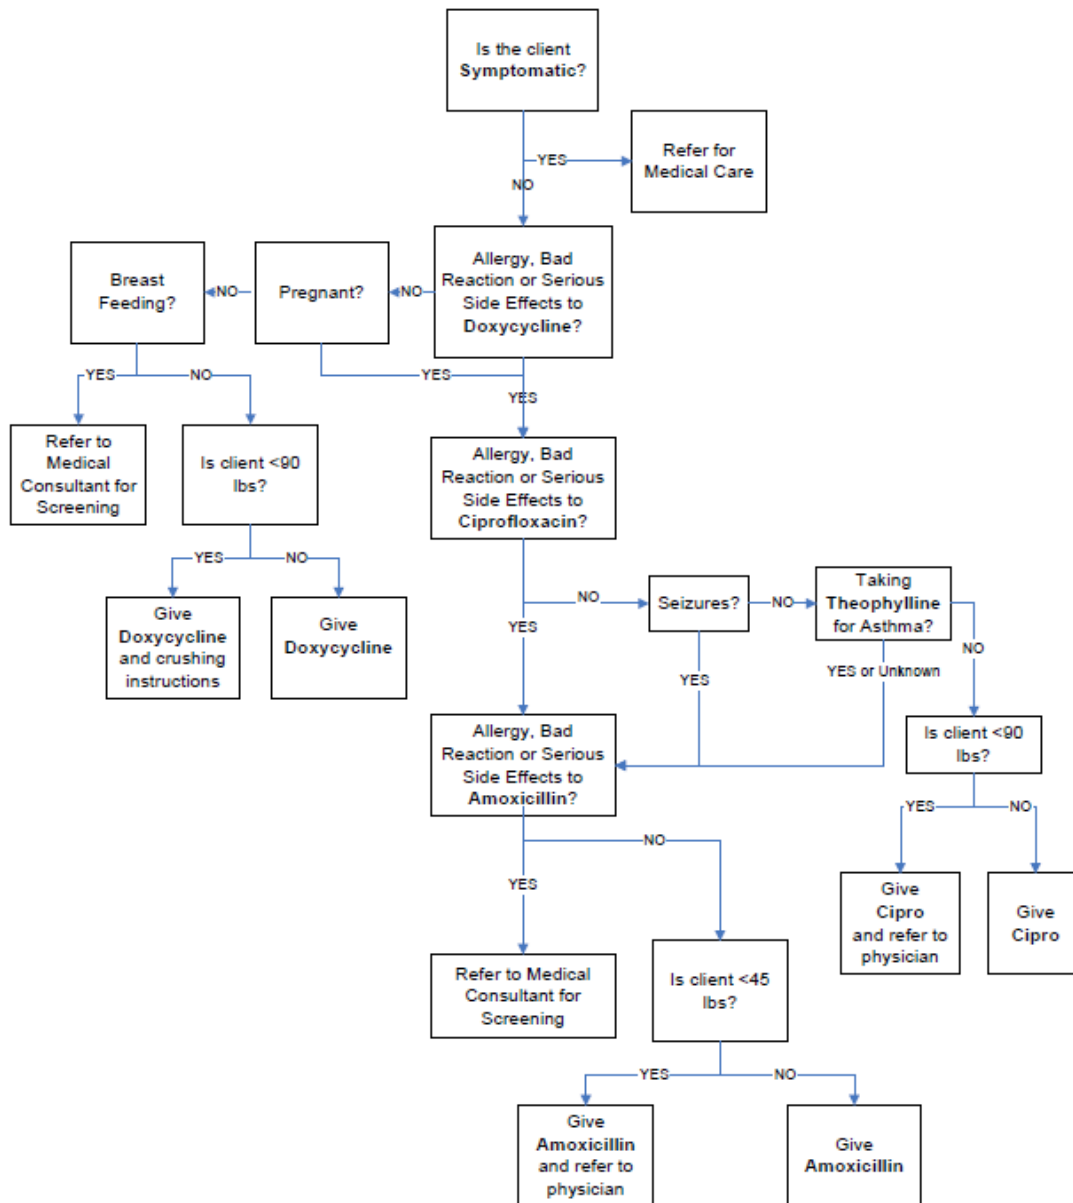 Is the client
Symptomatic?
YES
Refer for
Medical Care
NO
Allergy, Bad
Reaction or Serious
Side Effects to
Doxycycline?
NO
Pregnant?
NO
Breast
Feeding?
YES
NO
YES
YES
Refer to
Medical
Consultant for
Screening
Is client <90
lbs?
YES
NO
Give
Doxycycline
and crushing
instructions
Give
Doxycycline
Allergy, Bad
Reaction or Serious
Side Effects to
Ciprofloxacin?
NO
YES
Seizures?
NO
Taking
Theophylline
for Asthma?
NO
YES
YES or Unknown
Is client <90
lbs?
YES
NO
Give
Cipro
and refer to
physician
Give
Cipro
Allergy, Bad
Reaction or Serious
Side Effects to
Amoxicillin?
NO
YES
Refer to Medical
Consultant for
Screening
Is client <45
lbs?
YES
NO
Give
Amoxicillin
and refer to
physician
Give
Amoxicillin